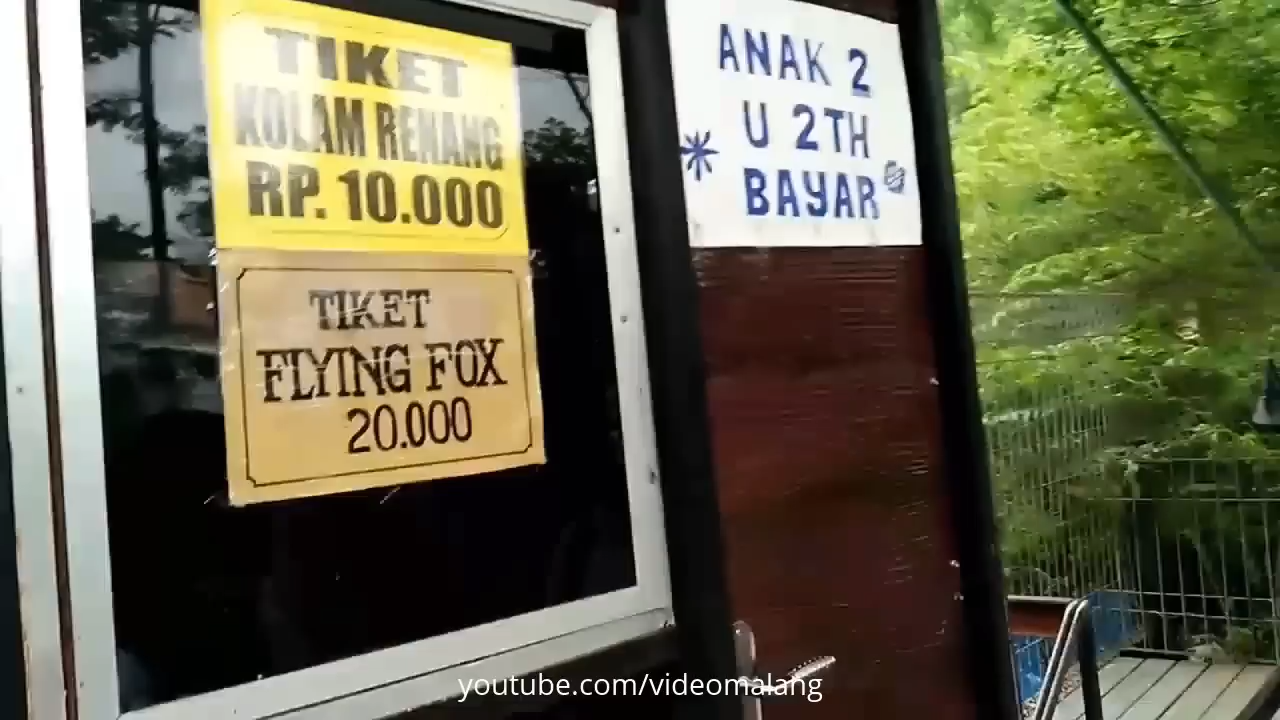 TIKET
KOLAM RENANG
RP. 10.000
TIKET
FLYING FOX
20.000
ANAK 2
U 2TH
BAYAR
youtube.com/videomalang